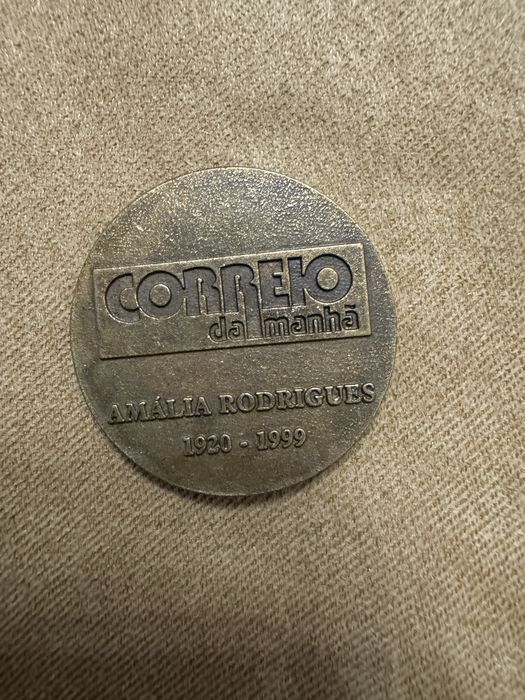 CORREIO
da manhã
AMÁLIA RODRIGUES
1920 - 1999